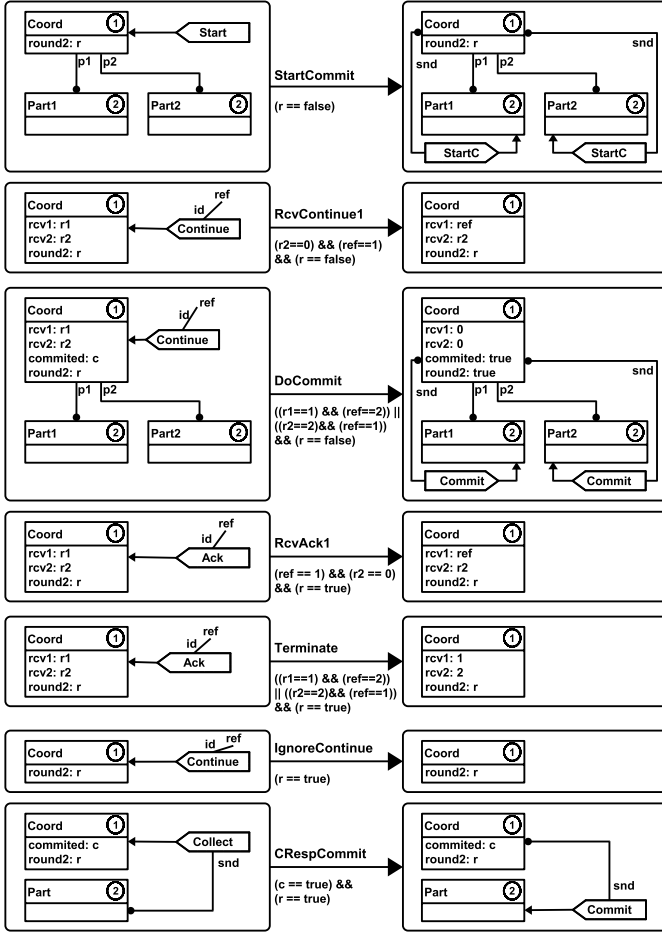 Coord 1
round2: r
Start
p1 p2
Part1 2
Part2 2
StartCommit
(r == false)
Coord 1
round2: r
snd
snd
p1 p2
Part1 2
Part2 2
StartC
StartC
Coord 1
rcv1: r1
rcv2: r2
round2: r
ref
id
Continue
RcvContinue1
(r2==0) && (ref==1)
&& (r == false)
Coord 1
rcv1: ref
rcv2: r2
round2: r
Coord 1
rcv1: r1
rcv2: r2
commited: c
round2: r
ref
id
Continue
p1 p2
Part1 2
Part2 2
DoCommit
((r1==1) && (ref==2)) ||
((r2==2)&& (ref==1))
&& (r == false)
Coord 1
rcv1: 0
rcv2: 0
commited: true
round2: true
snd
snd
p1 p2
Part1 2
Part2 2
Commit
Commit
Coord 1
rcv1: r1
rcv2: r2
round2: r
ref
id
Ack
RcvAck1
(ref == 1) && (r2 == 0)
&& (r == true)
Coord 1
rcv1: ref
rcv2: r2
round2: r
Coord 1
rcv1: r1
rcv2: r2
round2: r
ref
id
Ack
Terminate
((r1==1) && (ref==2))
|| ((r2==2)&& (ref==1))
&& (r == true)
Coord 1
rcv1: 1
rcv2: 2
round2: r
Coord 1
round2: r
id ref
Continue
IgnoreContinue
(r == true)
Coord 1
round2: r
Coord 1
commited: c
round2: r
Collect
snd
Part 2
CRespCommit
(c == true) &&
(r == true)
Coord 1
commited: c
round2: r
snd
Part 2
Commit